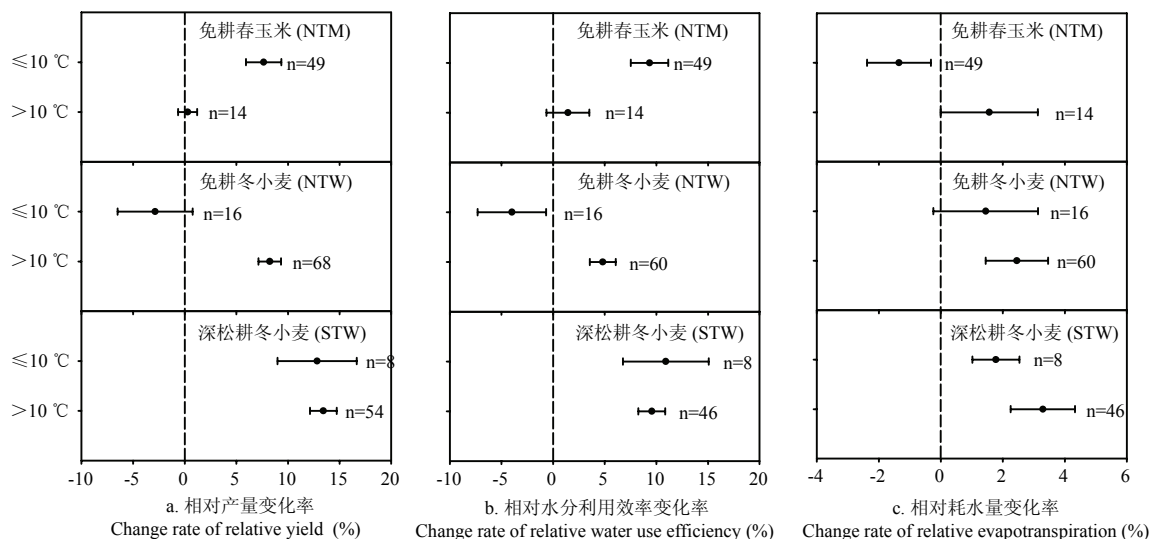 免耕春玉米 (NTM)
≤10 ℃
n=49
>10 ℃
n=14
免耕冬小麦 (NTW)
≤10 ℃
n=16
>10 ℃
n=68
深松耕冬小麦 (STW)
≤10 ℃
n=8
>10 ℃
n=54
-10 -5 0 5 10 15 20
a. 相对产量变化率
Change rate of relative yield (%)
免耕春玉米 (NTM)
n=49
n=14
免耕冬小麦 (NTW)
n=16
n=60
深松耕冬小麦 (STW)
n=8
n=46
-10 -5 0 5 10 15 20
b. 相对水分利用效率变化率
Change rate of relative water use efficiency (%)
免耕春玉米 (NTM)
n=49
n=14
免耕冬小麦 (NTW)
n=16
n=60
深松耕冬小麦 (STW)
n=8
n=46
-4 -2 0 2 4 6
c. 相对耗水量变化率
Change rate of relative evapotranspiration (%)